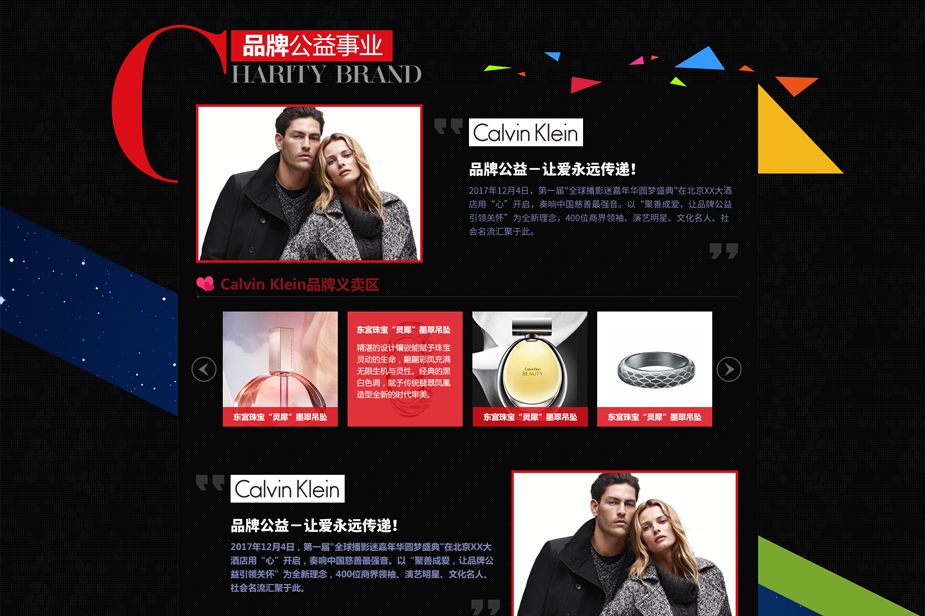 品牌公益事业
CHARITY BRAND
Calvin Klein
品牌公益－让爱永远传递！
2017年12月4日，第一届"全球播影迷嘉年华圆梦盛典"在北京XX大酒
店用“心”开启，奏响中国慈善最强音。以“聚善成爱，让品牌公益
引领关怀”为全新理念，400位商界领袖、演艺明星、文化名人、社
会名流汇聚于此。
Calvin Klein品牌义卖区
东宫珠宝“灵犀”墨翠吊坠
东宫珠宝“灵犀”墨翠吊坠
精湛的设计镶嵌能赋予珠宝
灵动的生命，翩翩彩凤充满
无限生机与灵性。经典的黑
白色调，赋予传统翡翠凤凰
造型全新的时代审美。
Calvin Klein
BEAUTY
东宫珠宝“灵犀”墨翠吊坠
东宫珠宝“灵犀”墨翠吊坠
Calvin Klein
品牌公益－让爱永远传递！
2017年12月4日，第一届"全球播影迷嘉年华圆梦盛典"在北京XX大
酒店用“心”开启，奏响中国慈善最强音。以“聚善成爱，让品牌公
益引领关怀”为全新理念，400位商界领袖、演艺明星、文化名人、
社会名流汇聚于此。